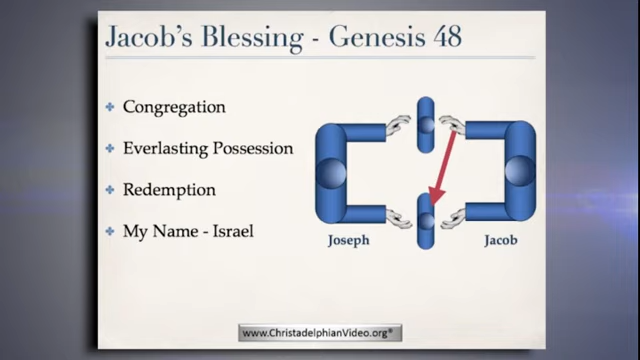 Jacob's Blessing - Genesis 48
Congregation
Everlasting Possession
Redemption
My Name - Israel
Joseph
Jacob
www.ChristadelphianVideo.org®